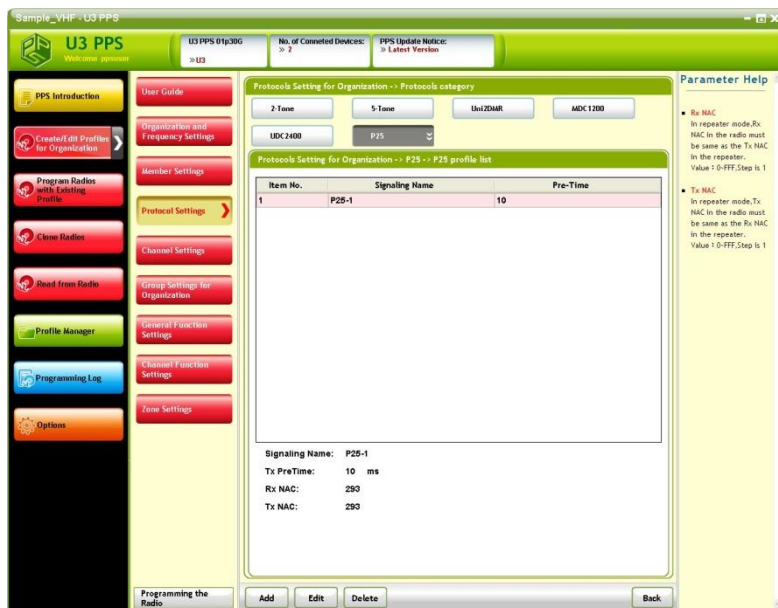 Sample_VHF - U3 PPS
U3 PPS
Welcome ppsuser
U3 PPS 01p30G
»U3
No. of Conneted Devices:
» 2
PPS Update Notice:
» Latest Version
PPS Introduction
Create/Edit Profiles
for Organization
Program Radios
with Existing
Profile
Clone Radios
Read from Radio
Profile Manager
Programming Log
Options
User Guide
Organization and
Frequency Settings
Member Settings
Protocol Settings
Channel Settings
Group Settings for
Organization
General Function
Settings
Channel Function
Settings
Zone Settings
Programming the
Radio
Protocols Setting for Organization -> Protocols category
2-Tone
5-Tone
Uni2DMR
MDC1200
UDC2400
P25
Protocols Setting for Organization -> P25 -> P25 profile list
Item No. Signaling Name Pre-Time
1 P25-1 10
Signaling Name: P25-1
Tx PreTime: 10 ms
Rx NAC: 293
Tx NAC: 293
Add Edit Delete Back
Parameter Help
Rx NAC
In repeater mode,Rx
NAC in the radio must
be same as the Tx NAC
in the repeater.
Value : 0-FFF,Step is 1
Tx NAC
In repeater mode,Tx
NAC in the radio must
be same as the Rx NAC
in the repeater.
Value : 0-FFF,Step is 1